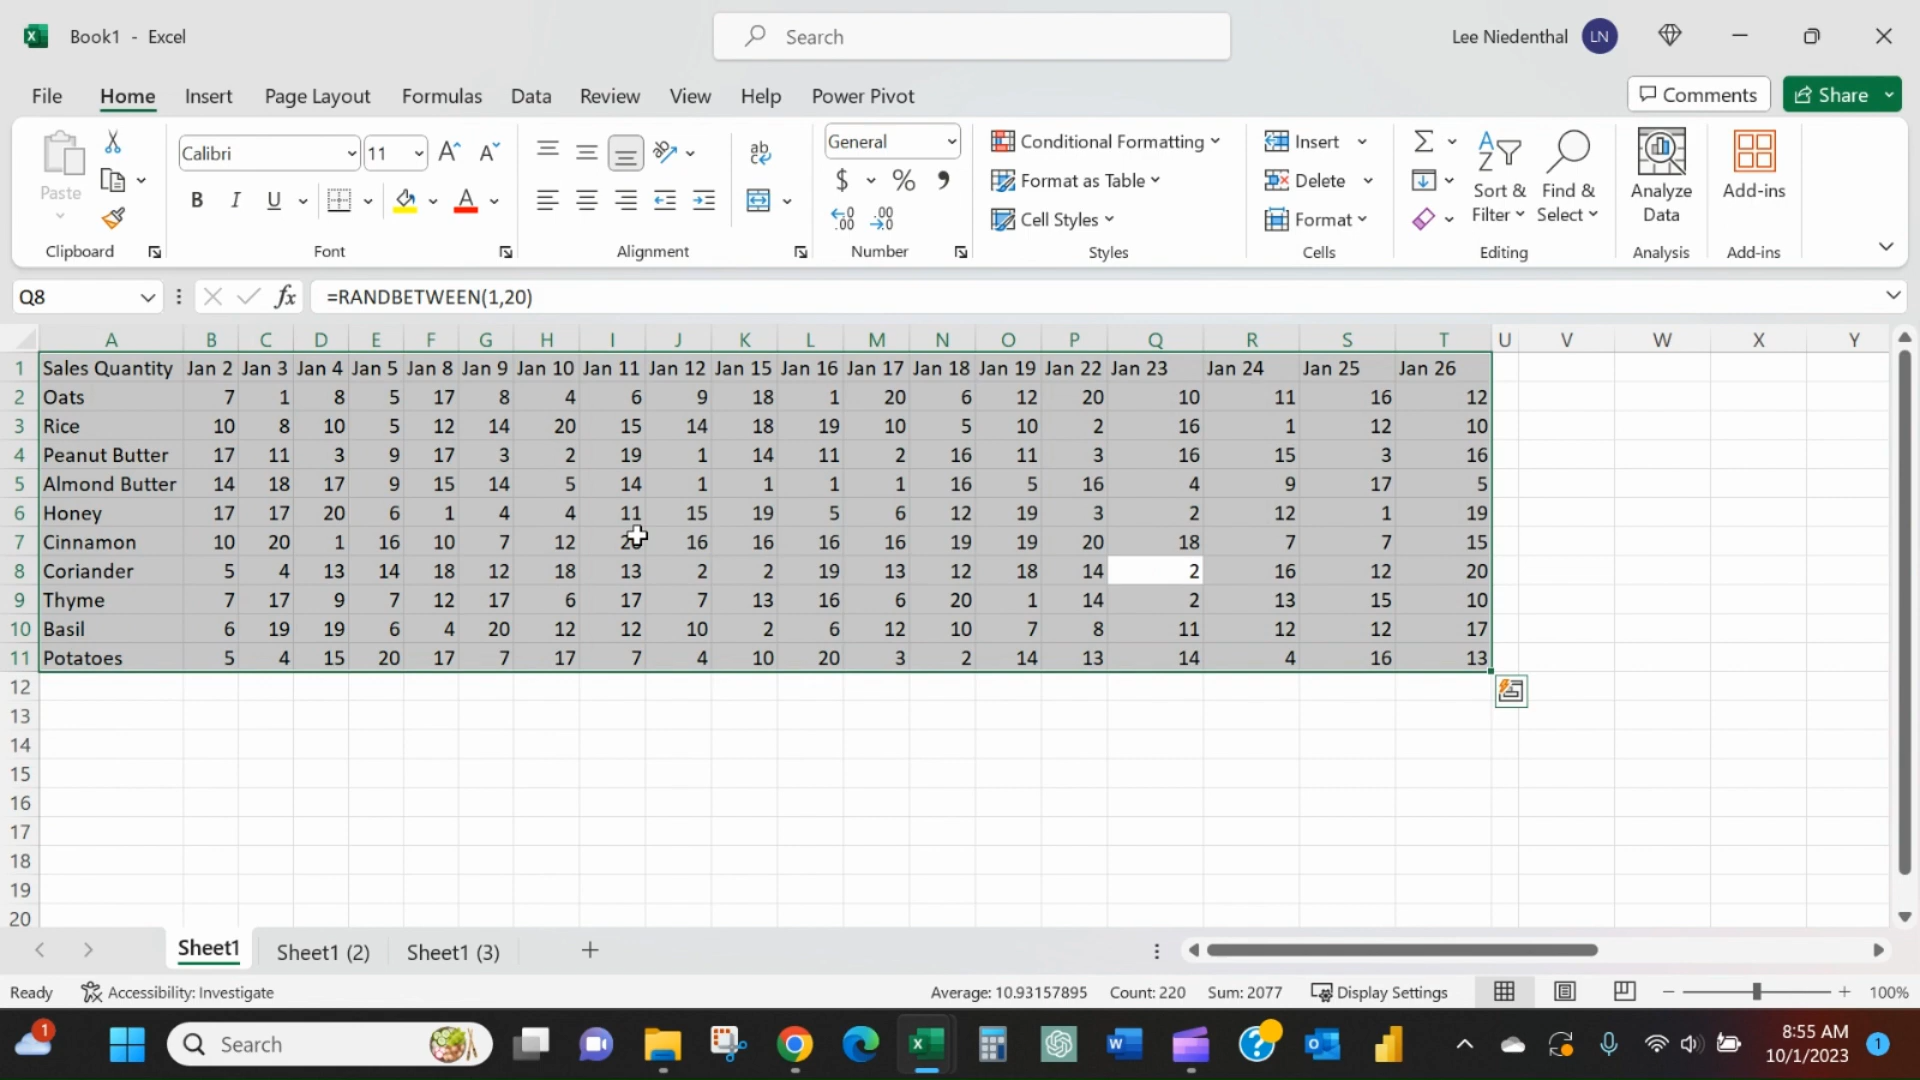 Book1 - Excel
Search
Lee Niedenthal LN
File Home Insert Page Layout Formulas Data Review View Help Power Pivot
Comments Share
Calibri 11 General Conditional Formatting Insert
Paste Format as Table Delete
B I U Cell Styles Format
Sort & Filter Find & Select Analyze Data Add-ins
Clipboard Font Alignment Number Styles Cells Editing Analysis Add-ins
Q8 fx =RANDBETWEEN(1,20)
A B C D E F G H I J K L M N O P Q R S T U V W X Y
1 Sales Quantity Jan 2 Jan 3 Jan 4 Jan 5 Jan 8 Jan 9 Jan 10 Jan 11 Jan 12 Jan 15 Jan 16 Jan 17 Jan 18 Jan 19 Jan 22 Jan 23 Jan 24 Jan 25 Jan 26
2 Oats 7 1 8 5 17 8 4 6 9 18 1 20 6 12 20 10 11 16 12
3 Rice 10 8 10 5 12 14 20 15 14 18 19 10 5 10 2 16 1 12 10
4 Peanut Butter 17 11 3 9 17 3 2 19 1 14 11 2 16 11 3 16 15 3 16
5 Almond Butter 14 18 17 9 15 14 5 14 1 1 1 1 16 5 16 4 9 17 5
6 Honey 17 17 20 6 1 4 4 11 15 19 5 6 12 19 3 2 12 1 19
7 Cinnamon 10 20 1 16 10 7 12 16 16 16 16 19 19 20 18 7 7 15
8 Coriander 5 4 13 14 18 12 18 13 2 2 19 13 12 18 14 2 16 12 20
9 Thyme 7 17 9 7 12 17 6 17 7 13 16 6 20 1 14 2 13 15 10
10 Basil 6 19 19 6 4 20 12 12 10 2 6 12 10 7 8 11 12 12 17
11 Potatoes 5 4 15 20 17 7 17 7 4 10 20 3 2 14 13 14 4 16 13
12
13
14
15
16
17
18
19
20
Sheet1 Sheet1 (2) Sheet1 (3)
Ready Accessibility: Investigate Average: 10.93157895 Count: 220 Sum: 2077 Display Settings 100%
1 Search 8:55 AM 1
10/1/2023